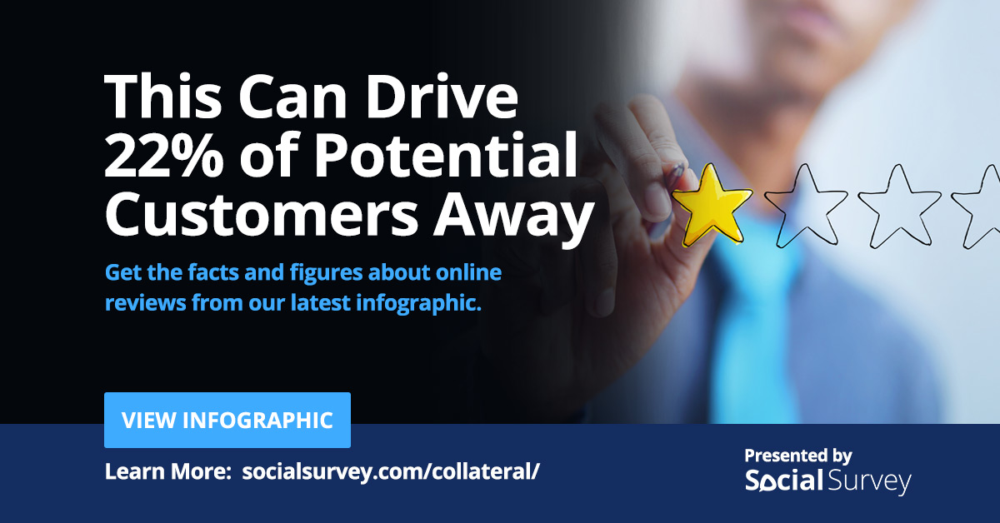 This Can Drive
22% of Potential
Customers Away
Get the facts and figures about online
reviews from our latest infographic.
VIEW INFOGRAPHIC
Learn More: socialsurvey.com/collateral/
Presented by
SocialSurvey